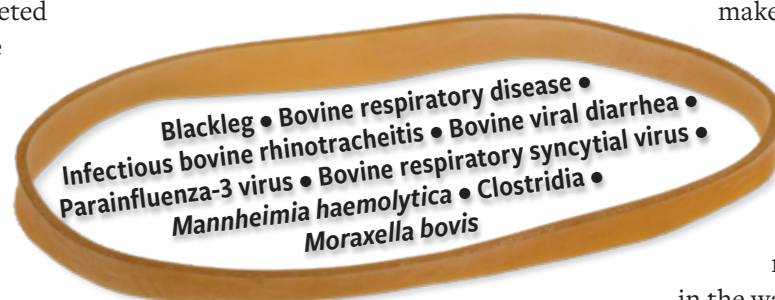 eted
make
Blackleg • Bovine respiratory disease •
Infectious bovine rhinotracheitis • Bovine viral diarrhea •
Parainfluenza-3 virus • Bovine respiratory syncytial virus •
Mannheimia haemolytica • Clostridia •
Moraxella bovis
in the wa